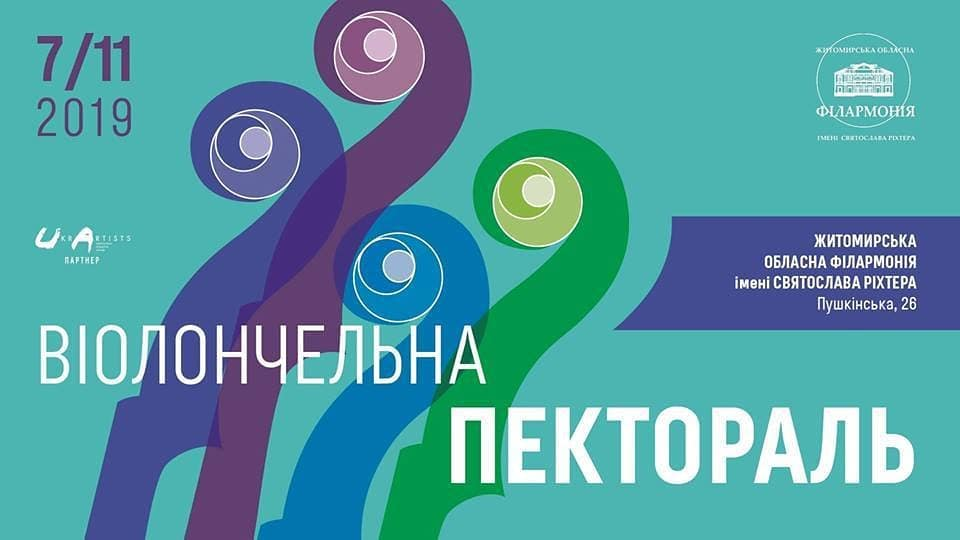 7/11
2019
ЖИТОМИРСЬКА ОБЛАСНА
ФІЛАРМОНІЯ
ІМЕНІ СВЯТОСЛАВА РІХТЕРА
UKRARTISTS
ПАРТНЕР
ЖИТОМИРСЬКА
ОБЛАСНА ФІЛАРМОНІЯ
імені СВЯТОСЛАВА РІХТЕРА
Пушкінська, 26
ВІОЛОНЧЕЛЬНА
ПЕКТОРАЛЬ